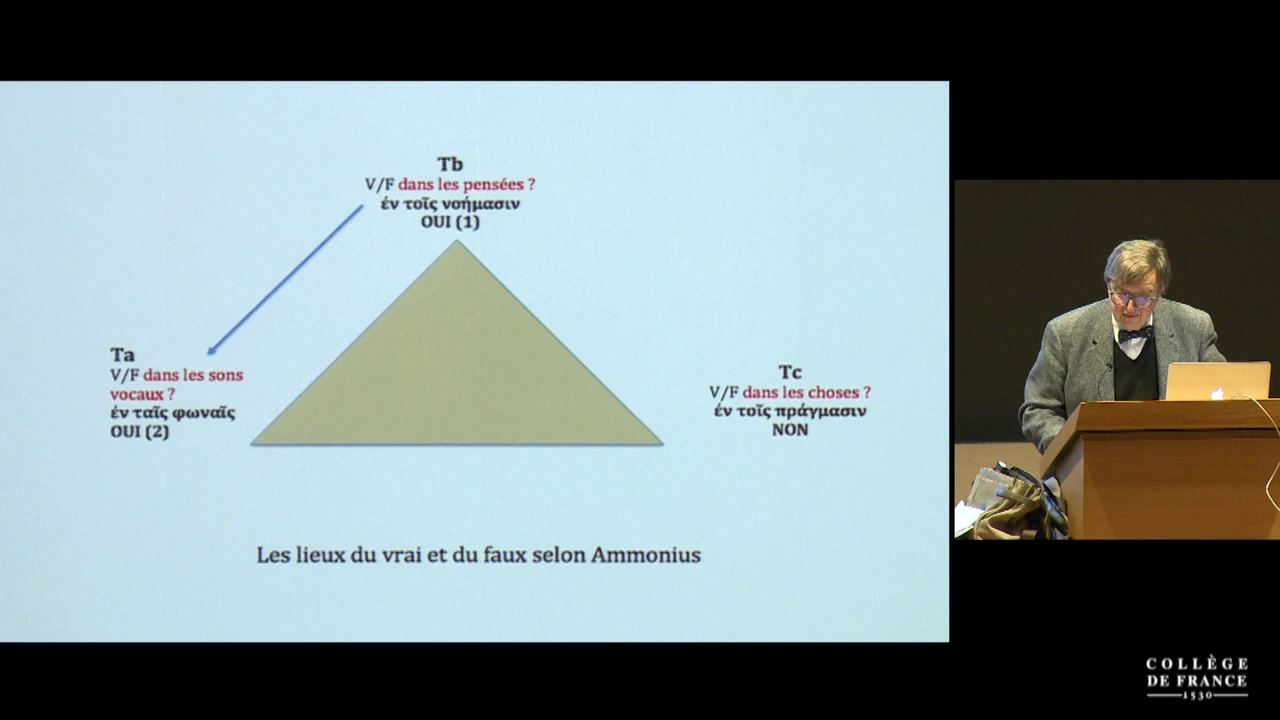 Tb
V/F dans les pensées ?
ἐν τοῖς νοήμασιν
OUI (1)
Ta
V/F dans les sons
vocaux ?
ἐν ταῖς φωναῖς
OUI (2)
Tc
V/F dans les choses ?
ἐν τοῖς πράγμασιν
NON
Les lieux du vrai et du faux selon Ammonius
COLLÈGE
DE FRANCE
1530